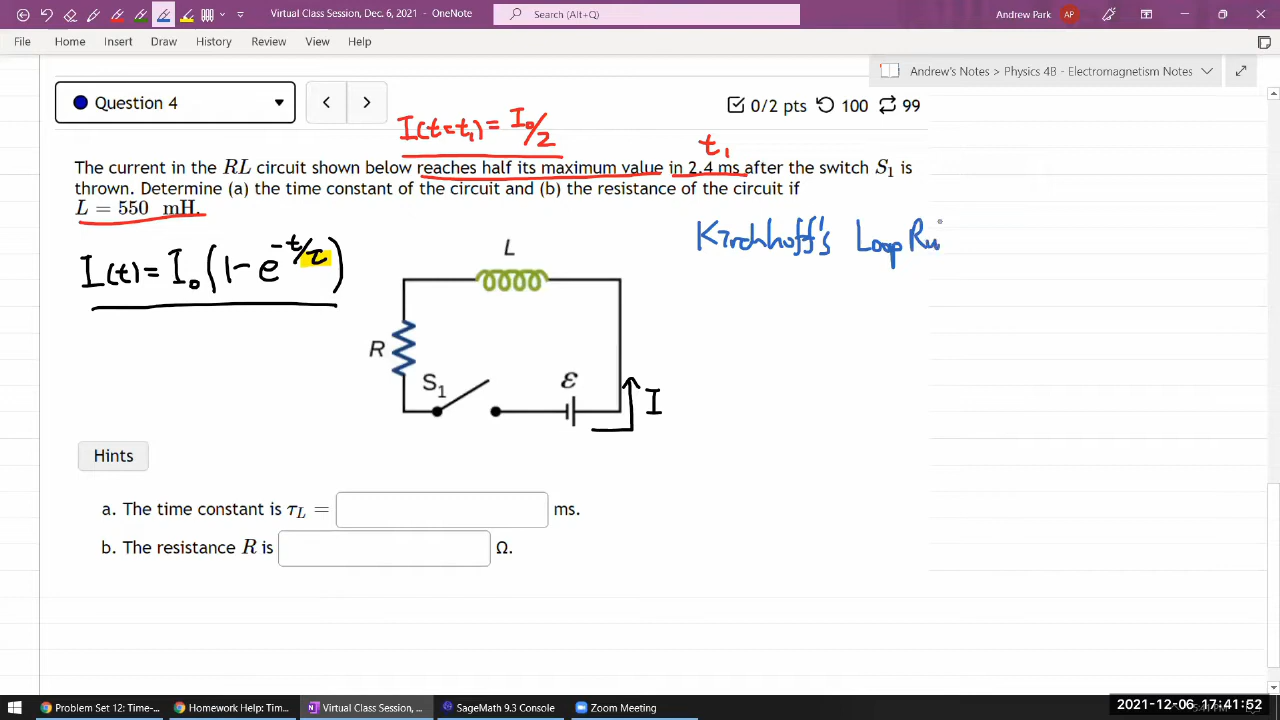 Virtual Class Session, Dec. 6, 2021 - OneNote
Search (Alt+Q)
Andrew Park
AP
File Home Insert Draw History Review View Help
Andrew's Notes > Physics 4B - Electromagnetism Notes
Question 4
0/2 pts 100 99
I(t=t₁) = I₀/2
t₁
The current in the RL circuit shown below reaches half its maximum value in 2.4 ms after the switch S₁ is
thrown. Determine (a) the time constant of the circuit and (b) the resistance of the circuit if
L = 550 mH.
Kirchhoff's Loop Ru
I(t) = I₀(1-e^{-t/τ})
L
R
S₁
ε
I
Hints
a. The time constant is τ_L = ms.
b. The resistance R is Ω.
Problem Set 12: Time-... Homework Help: Tim... Virtual Class Session, ... SageMath 9.3 Console Zoom Meeting
2021-12-06 17:41:52